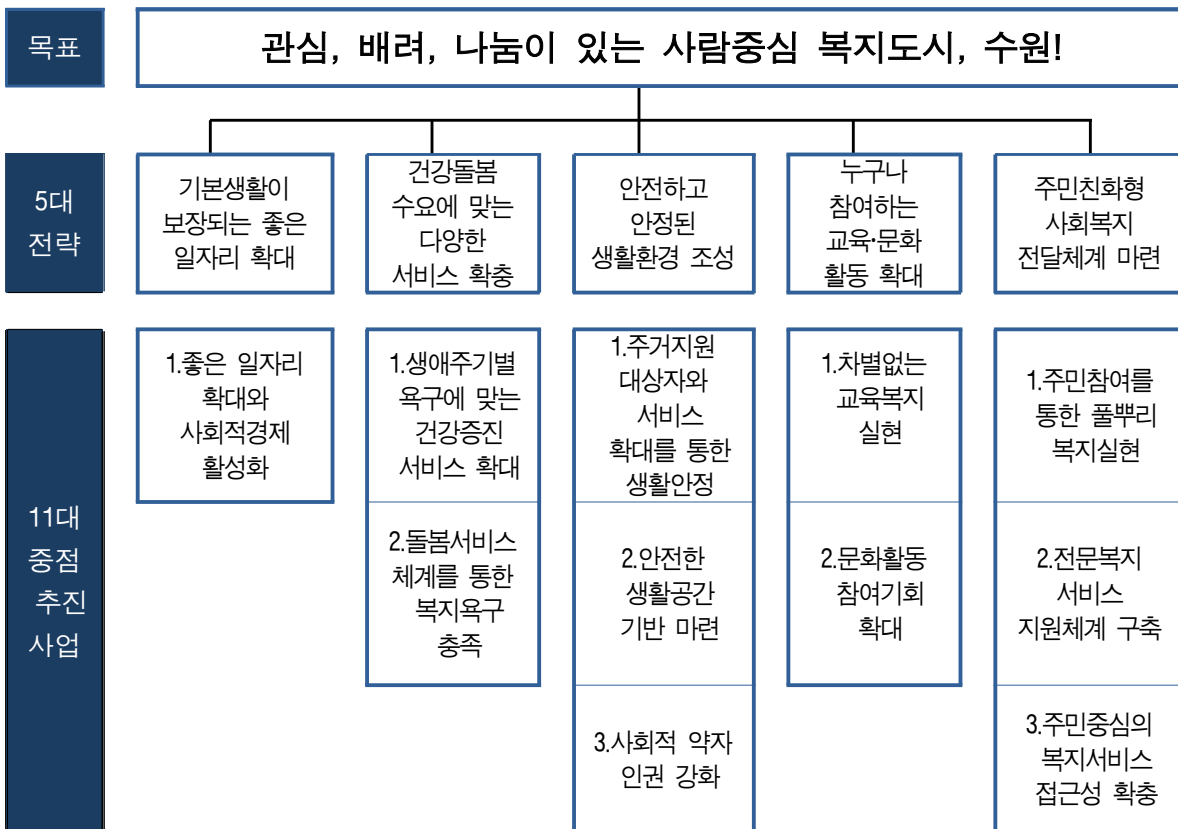 목표
관심, 배려, 나눔이 있는 사람중심 복지도시, 수원!
5대
전략
기본생활이
보장되는 좋은
일자리 확대
건강돌봄
수요에 맞는
다양한
서비스 확충
안전하고
안정된
생활환경 조성
누구나
참여하는
교육·문화
활동 확대
주민친화형
사회복지
전달체계 마련
11대
중점
추진
사업
1.좋은 일자리
확대와
사회적경제
활성화
1.생애주기별
욕구에 맞는
건강증진
서비스 확대
2.돌봄서비스
체계를 통한
복지욕구
충족
1.주거지원
대상자와
서비스
확대를 통한
생활안정
2.안전한
생활공간
기반 마련
3.사회적 약자
인권 강화
1.차별없는
교육복지
실현
2.문화활동
참여기회
확대
1.주민참여를
통한 풀뿌리
복지실현
2.전문복지
서비스
지원체계 구축
3.주민중심의
복지서비스
접근성 확충